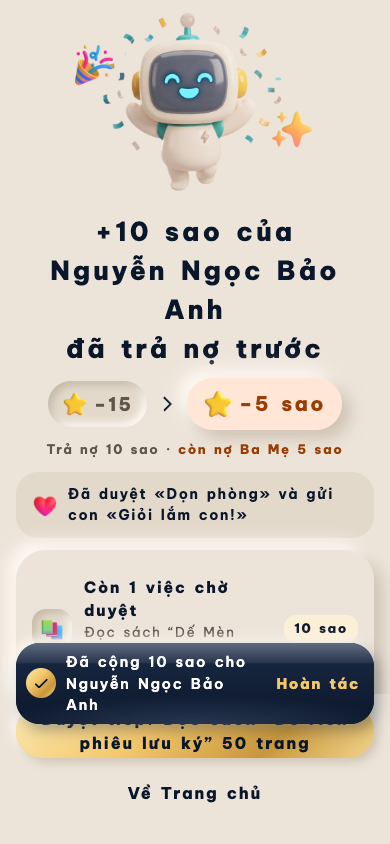 +10 sao của
Nguyễn Ngọc Bảo
Anh
đã trả nợ trước
-15
-5 sao
Trả nợ 10 sao · còn nợ Ba Mẹ 5 sao
Đã duyệt «Dọn phòng» và gửi
con «Giỏi lắm con!»
Còn 1 việc chờ
duyệt
Đọc sách “Dế Mèn
10 sao
Đã cộng 10 sao cho
Nguyễn Ngọc Bảo
Anh
Hoàn tác
phiêu lưu ký” 50 trang
Về Trang chủ